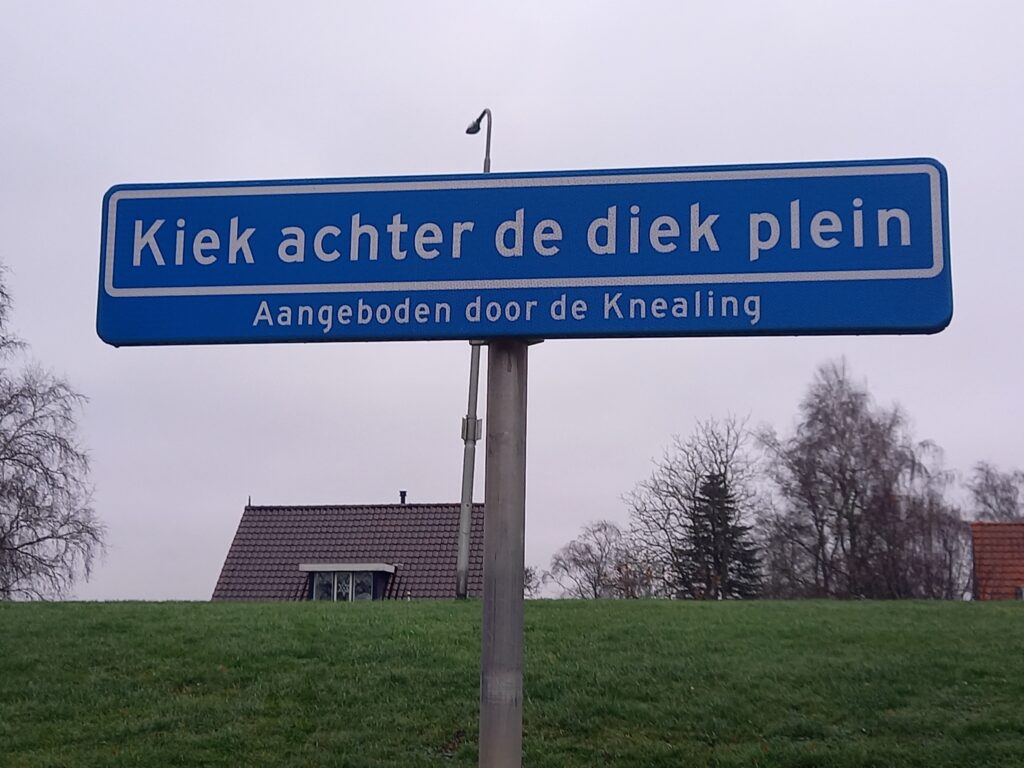 Kiek achter de diek plein
Aangeboden door de Knealing